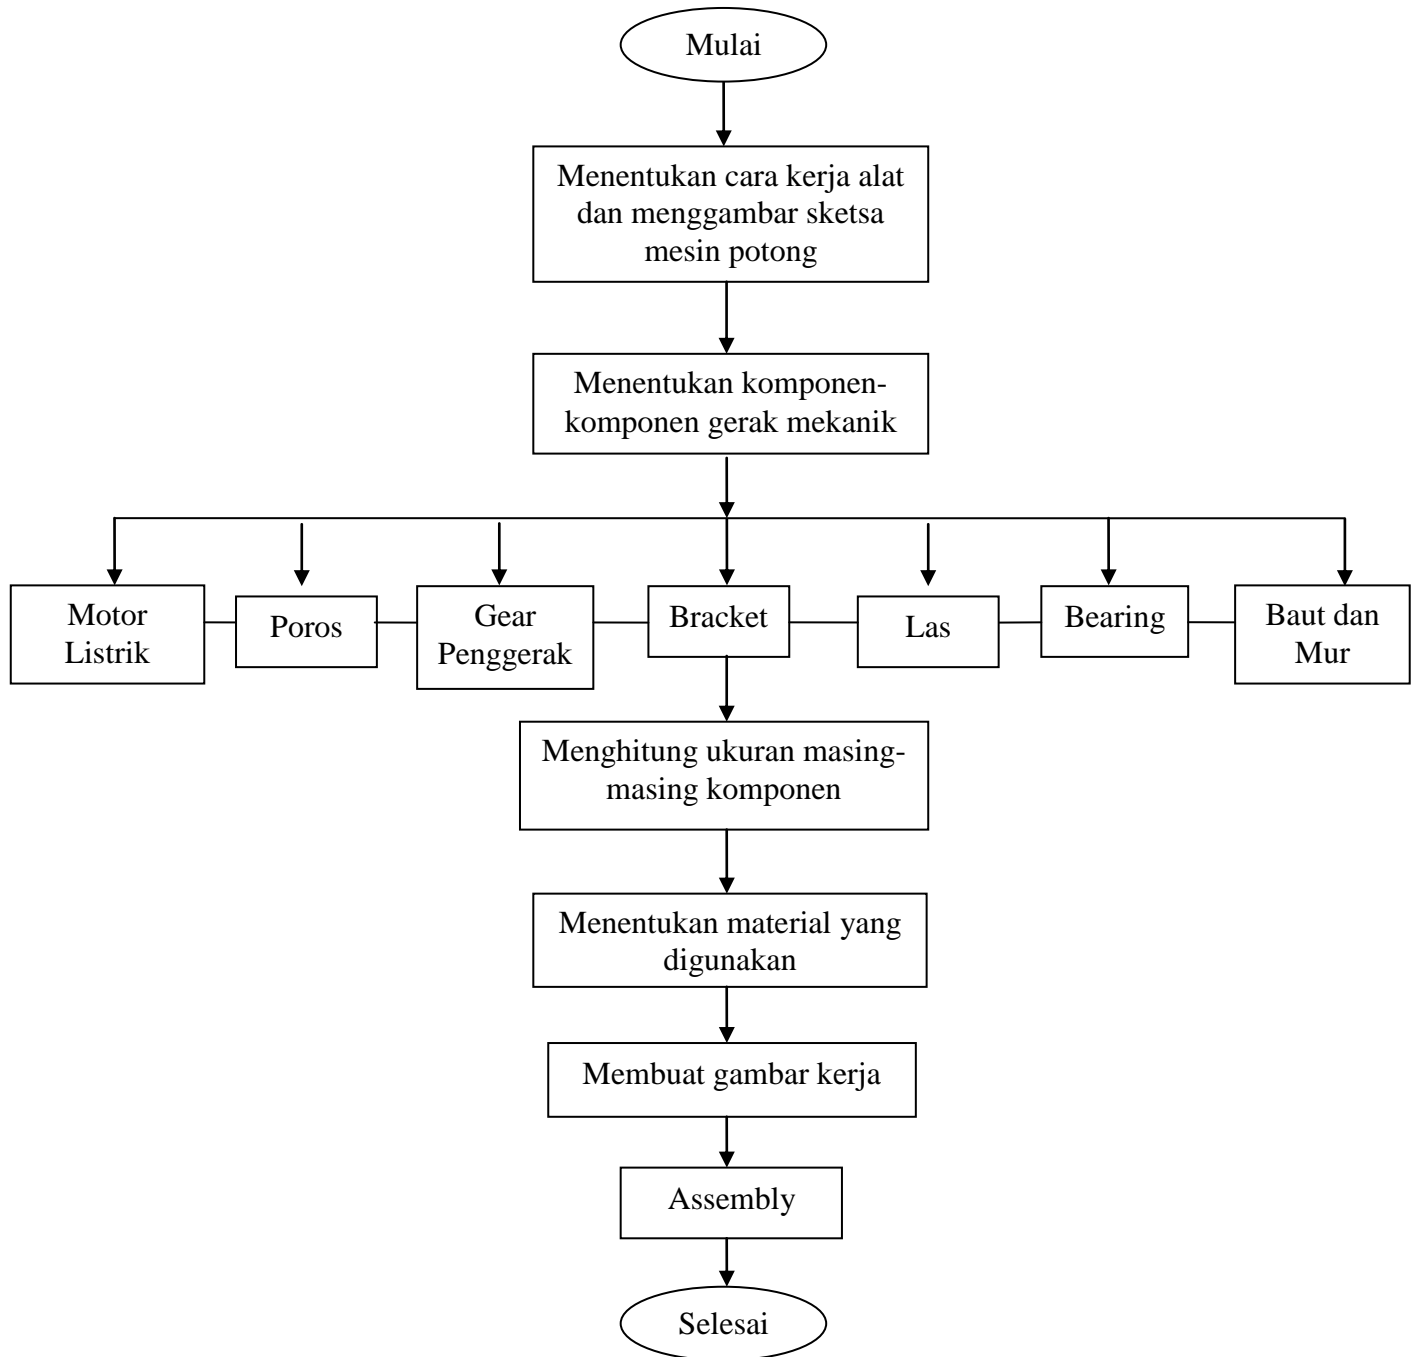 Mulai
Menentukan cara kerja alat
dan menggambar sketsa
mesin potong
Menentukan komponen-
komponen gerak mekanik
Motor
Listrik
Poros
Gear
Penggerak
Bracket
Las
Bearing
Baut dan
Mur
Menghitung ukuran masing-
masing komponen
Menentukan material yang
digunakan
Membuat gambar kerja
Assembly
Selesai